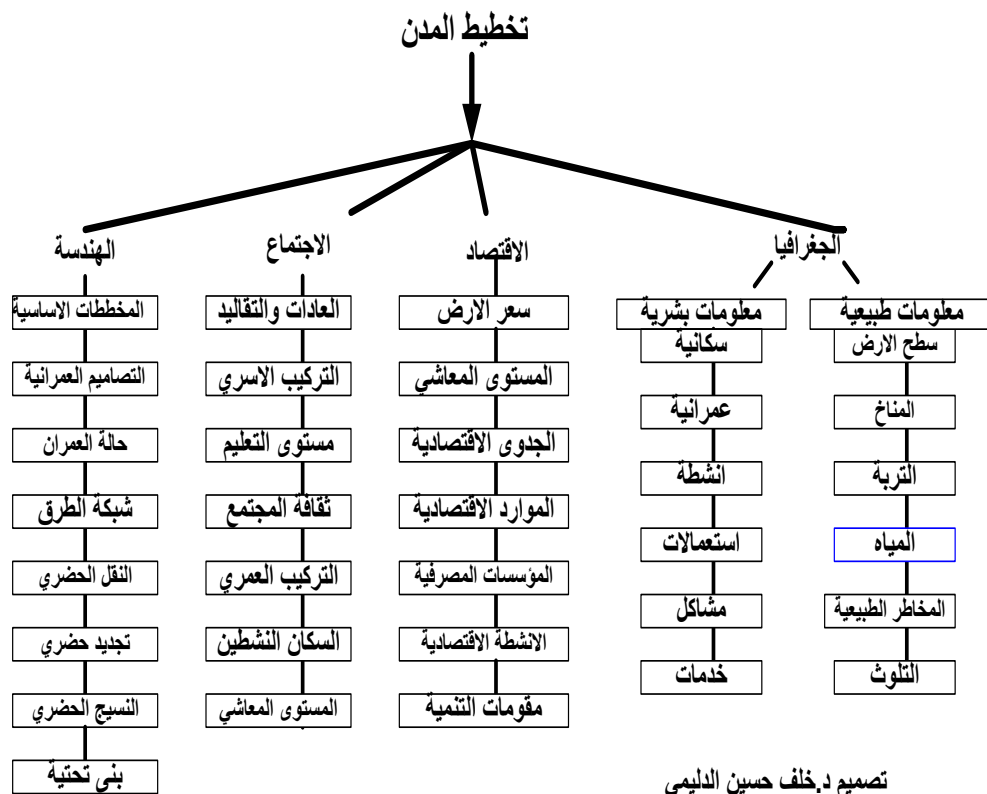 تخطيط المدن
الجغرافيا
الاقتصاد
الاجتماع
الهندسة
معلومات طبيعية
سطح الارض
المناخ
التربة
المياه
المخاطر الطبيعية
التلوث
معلومات بشرية
سكانية
عمرانية
انشطة
استعمالات
مشاكل
خدمات
سعر الارض
المستوى المعاشي
الجدوى الاقتصادية
الموارد الاقتصادية
المؤسسات المصرفية
الانشطة الاقتصادية
مقومات التنمية
العادات والتقاليد
التركيب الاسري
مستوى التعليم
ثقافة المجتمع
التركيب العمري
السكان النشطين
المستوى المعاشي
المخططات الاساسية
التصاميم العمرانية
حالة العمران
شبكة الطرق
النقل الحضري
تجديد حضري
النسيج الحضري
بنى تحتية
تصميم د.خلف حسين الدليمي